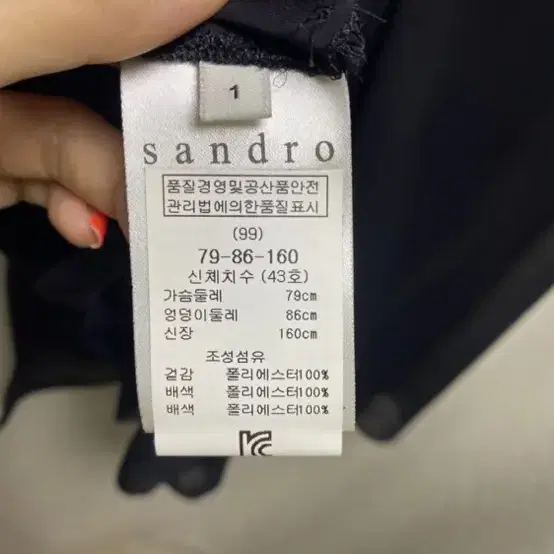 1
sandro
품질경영및공산품안전
관리법에의한품질표시
(99)
79-86-160
신체치수 (43호)
가슴둘레 79cm
엉덩이둘레 86cm
신장 160cm
조성섬유
겉감 폴리에스터100%
배색 폴리에스터100%
배색 폴리에스터100%